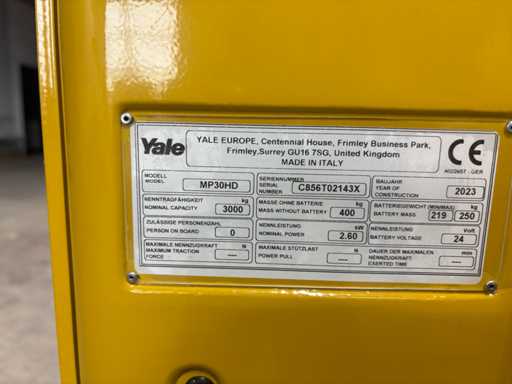 Yale
YALE EUROPE, Centennial House, Frimley Business Park,
Frimley, Surrey GU16 7SG, United Kingdom
MADE IN ITALY
CE
AUGUST - GER
MODELL
MODEL MP30HD
SERIENNUMMER
SERIAL NUMBER C856T02143X
BAUJAHR
YEAR OF CONSTRUCTION 2023
NENNTRAGFÄHIGKEIT kg
NOMINAL CAPACITY 3000
MASSE OHNE BATTERIE kg
MASS WITHOUT BATTERY 400
BATTERIEGEWICHT (MIN/MAX) kg
BATTERY MASS 219 250
ZULÄSSIGE PERSONENZAHL
PERSON ON BOARD 0
NENNLEISTUNG kW
NOMINAL POWER 2.60
NENNLEISTUNG Volt.
BATTERY VOLTAGE 24
MAXIMALE NENNZUGKRAFT N
MAXIMUM TRACTION FORCE ---
MAXIMALE STÜTZLAST N
POWER PULL ---
DAUER DER MAXIMALEN min
NENNZUGKRAFT
EXERTED TIME ---